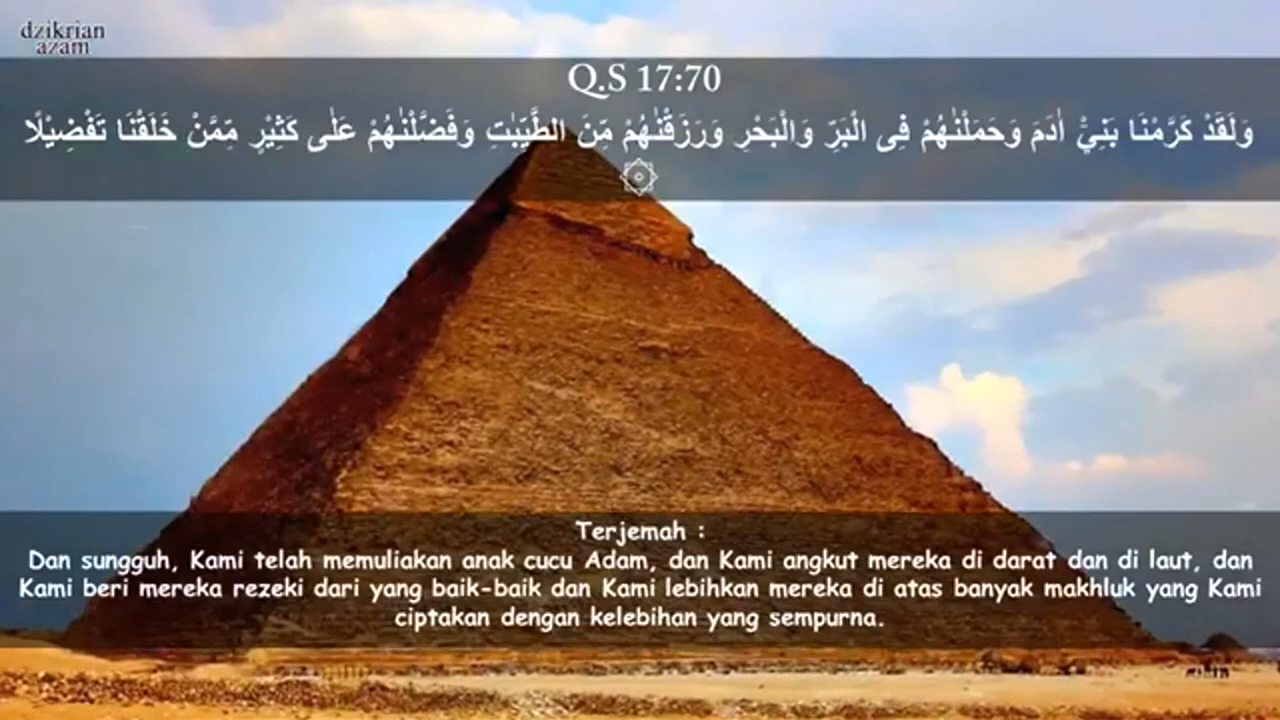 dzikrian
azam
Q.S 17:70
وَلَقَدْ كَرَّمْنَا بَنِيْٓ اٰدَمَ وَحَمَلْنٰهُمْ فِى الْبَرِّ وَالْبَحْرِ وَرَزَقْنٰهُمْ مِّنَ الطَّيِّبٰتِ وَفَضَّلْنٰهُمْ عَلٰى كَثِيْرٍ مِّمَّنْ خَلَقْنَا تَفْضِيْلًا
۞
Terjemah :
Dan sungguh, Kami telah memuliakan anak cucu Adam, dan Kami angkut mereka di darat dan di laut, dan
Kami beri mereka rezeki dari yang baik-baik dan Kami lebihkan mereka di atas banyak makhluk yang Kami
ciptakan dengan kelebihan yang sempurna.